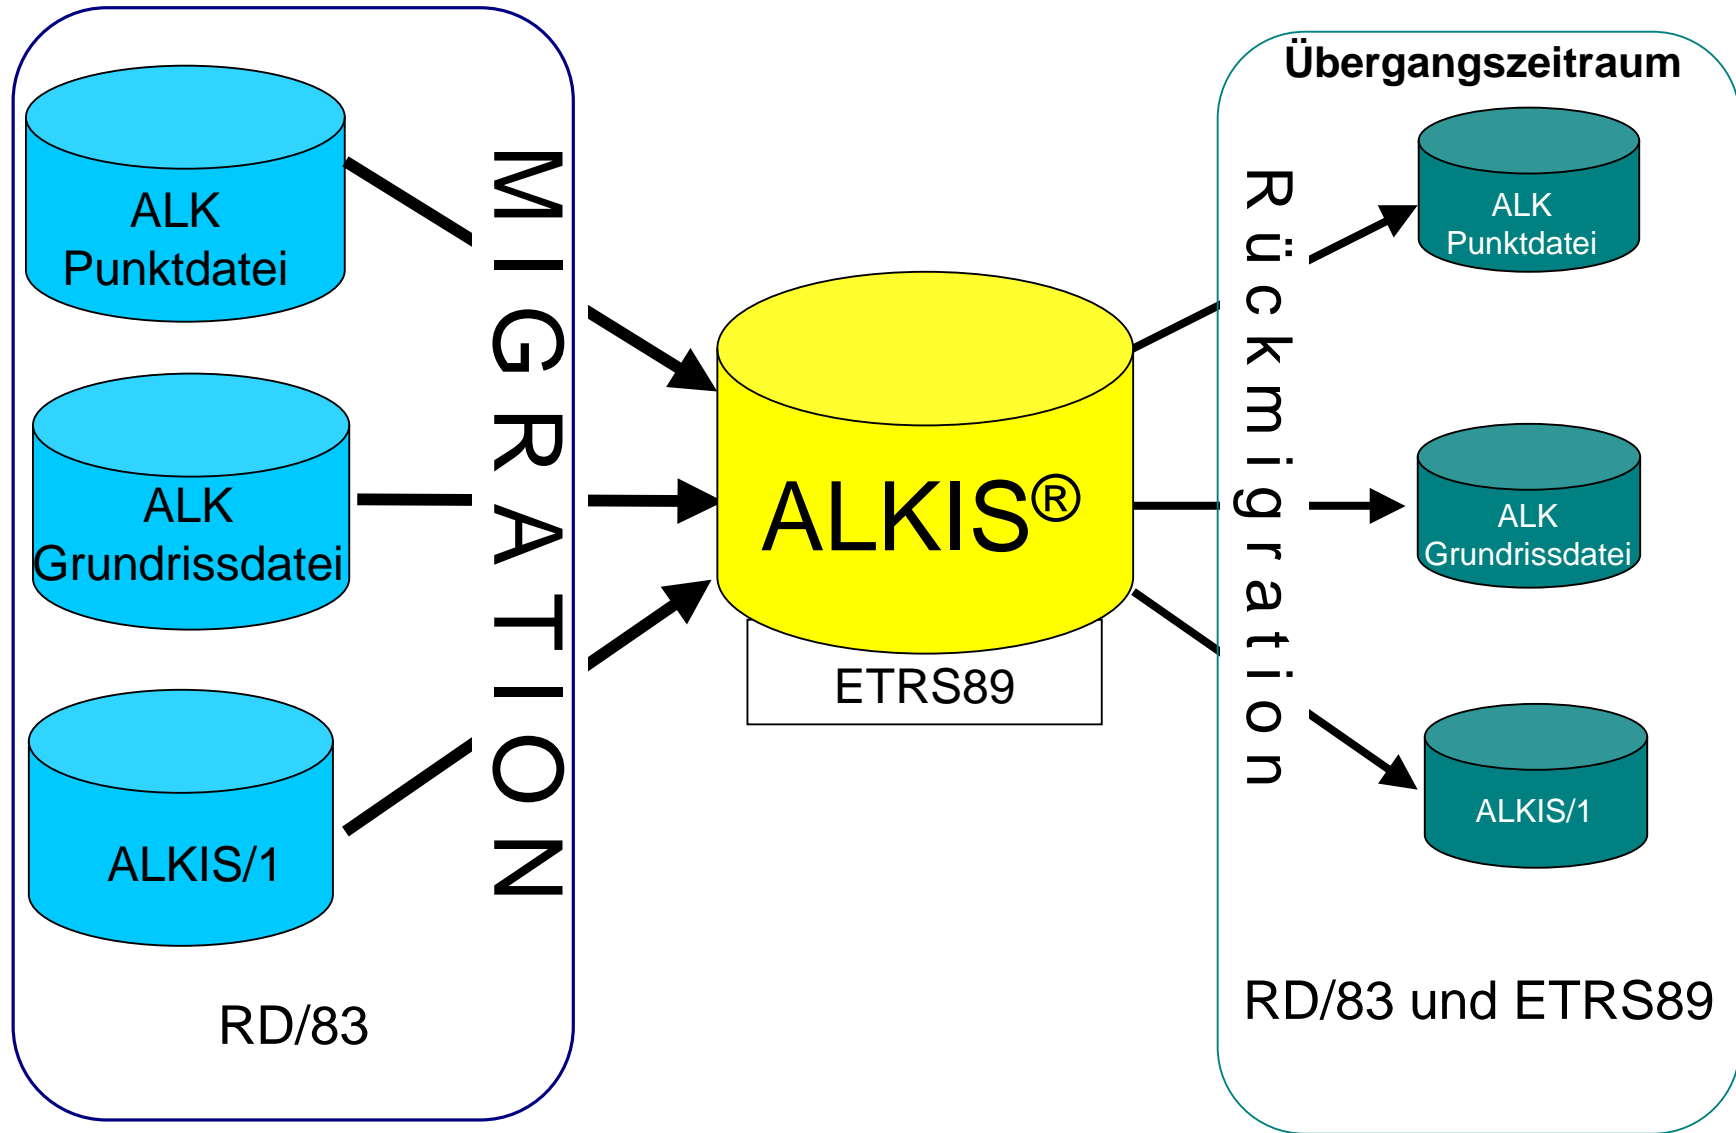 ALK
Punktdatei
ALK
Grundrissdatei
ALKIS/1
RD/83
MIGRATION
ALKIS®
ETRS89
Übergangszeitraum
Rückmigration
ALK
Punktdatei
ALK
Grundrissdatei
ALKIS/1
RD/83 und ETRS89